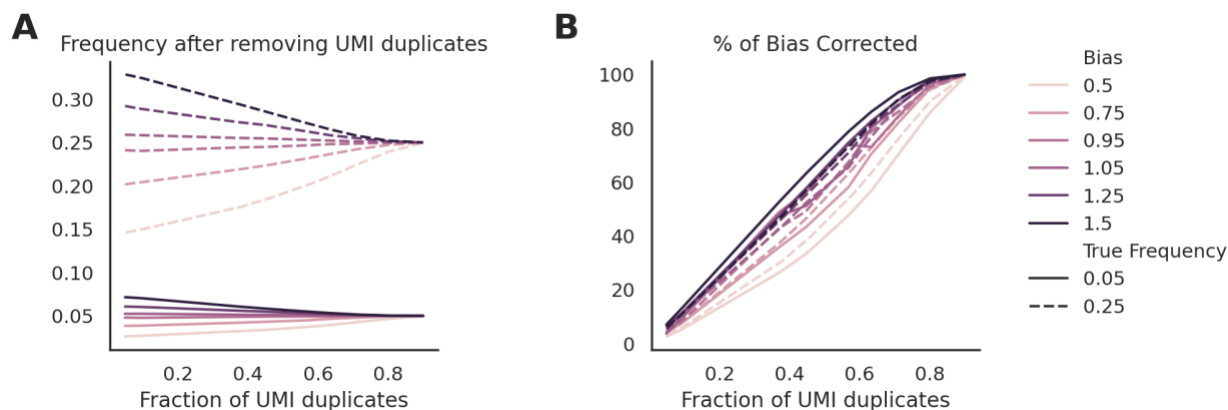 A
Frequency after removing UMI duplicates
0.30
0.25
0.20
0.15
0.10
0.05
0.2 0.4 0.6 0.8
Fraction of UMI duplicates
B
% of Bias Corrected
100
80
60
40
20
0
0.2 0.4 0.6 0.8
Fraction of UMI duplicates
Bias
0.5
0.75
0.95
1.05
1.25
1.5
True Frequency
0.05
0.25